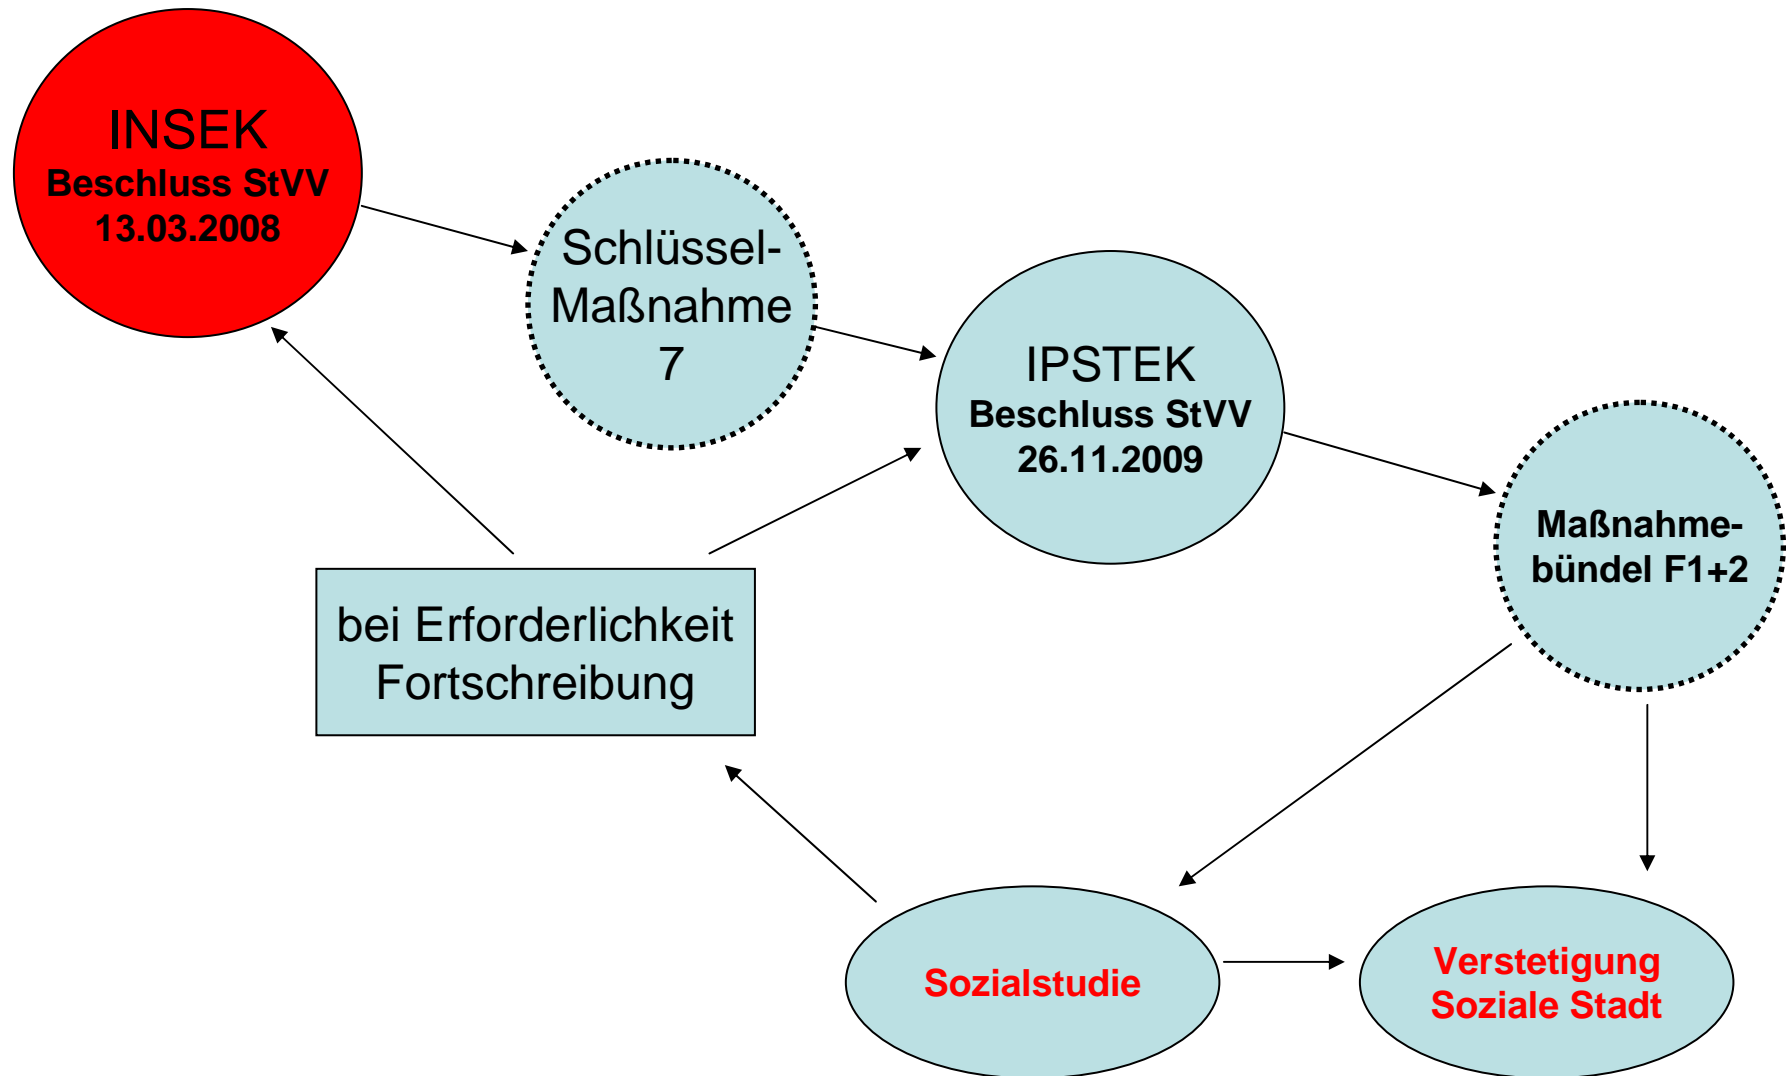 INSEK
Beschluss StVV
13.03.2008
Schlüssel-
Maßnahme
7
IPSTEK
Beschluss StVV
26.11.2009
Maßnahme-
bündel F1+2
bei Erforderlichkeit
Fortschreibung
Sozialstudie
Verstetigung
Soziale Stadt